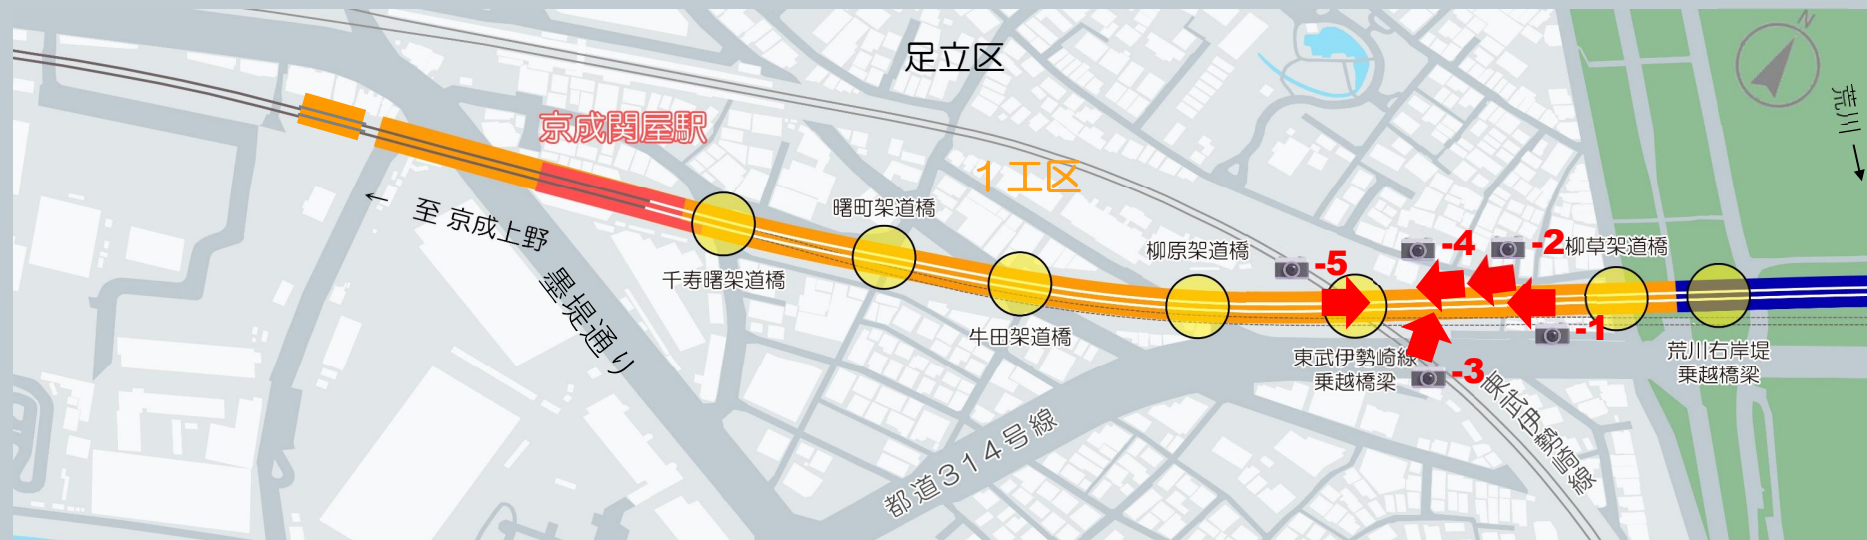 足立区
N
荒川
京成関屋駅
1工区
← 至 京成上野
墨堤通り
千寿曙架道橋
曙町架道橋
牛田架道橋
柳原架道橋
-5
-4
-2
柳草架道橋
-1
東武伊勢崎線
乗越橋梁
-3
荒川右岸堤
乗越橋梁
東武伊勢崎線
都道314号線